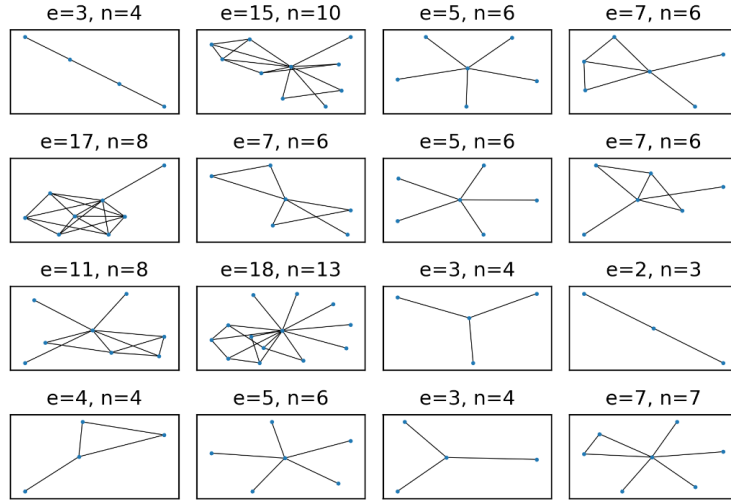 e=3, n=4
e=15, n=10
e=5, n=6
e=7, n=6
e=17, n=8
e=7, n=6
e=5, n=6
e=7, n=6
e=11, n=8
e=18, n=13
e=3, n=4
e=2, n=3
e=4, n=4
e=5, n=6
e=3, n=4
e=7, n=7